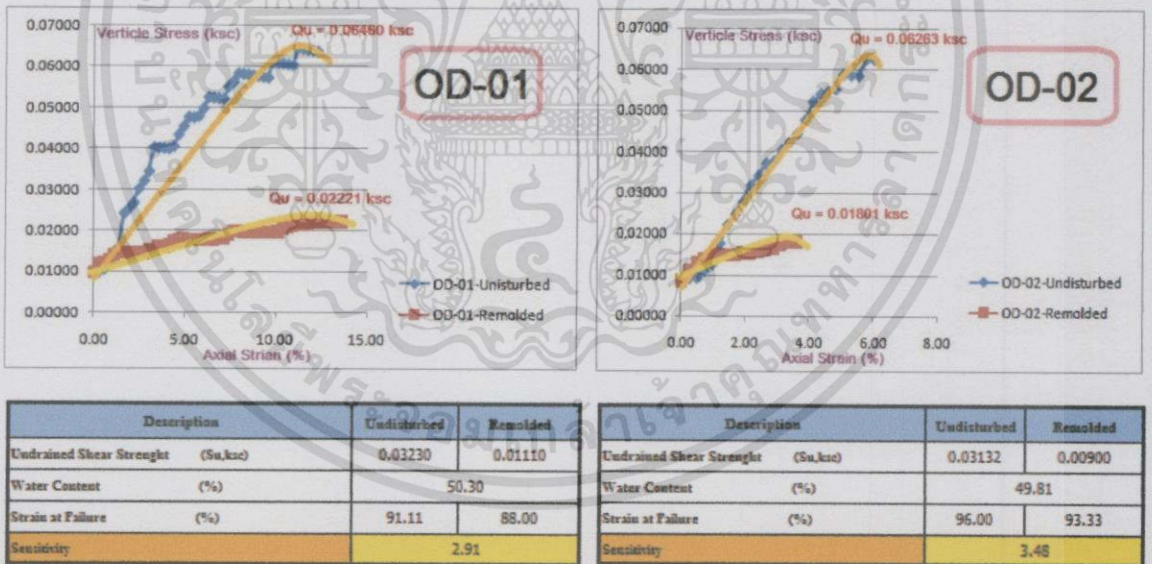 Verticle Stress (ksc)
Qu = 0.06460 ksc
OD-01
0.07000
0.06000
0.05000
0.04000
0.03000
0.02000
0.01000
0.00000
Qu = 0.02221 ksc
OD-01-Unisturbed
OD-01-Remolded
0.00
5.00
10.00
15.00
Axial Strian (%)
Verticle Stress (ksc)
Qu = 0.06263 ksc
OD-02
0.07000
0.06000
0.05000
0.04000
0.03000
0.02000
0.01000
0.00000
Qu = 0.01801 ksc
OD-02-Undisturbed
OD-02-Remolded
0.00
2.00
4.00
6.00
8.00
Axial Strain (%)
Description Undisturbed Remolded
Undrained Shear Strenght (Su,ksc) 0.03230 0.01110
Water Content (%) 50.30
Strain at Failure (%) 91.11 88.00
Sensitivity 2.91
Description Undisturbed Remolded
Undrained Shear Strenght (Su,ksc) 0.03132 0.00900
Water Content (%) 49.81
Strain at Failure (%) 96.00 93.33
Sensitivity 3.48